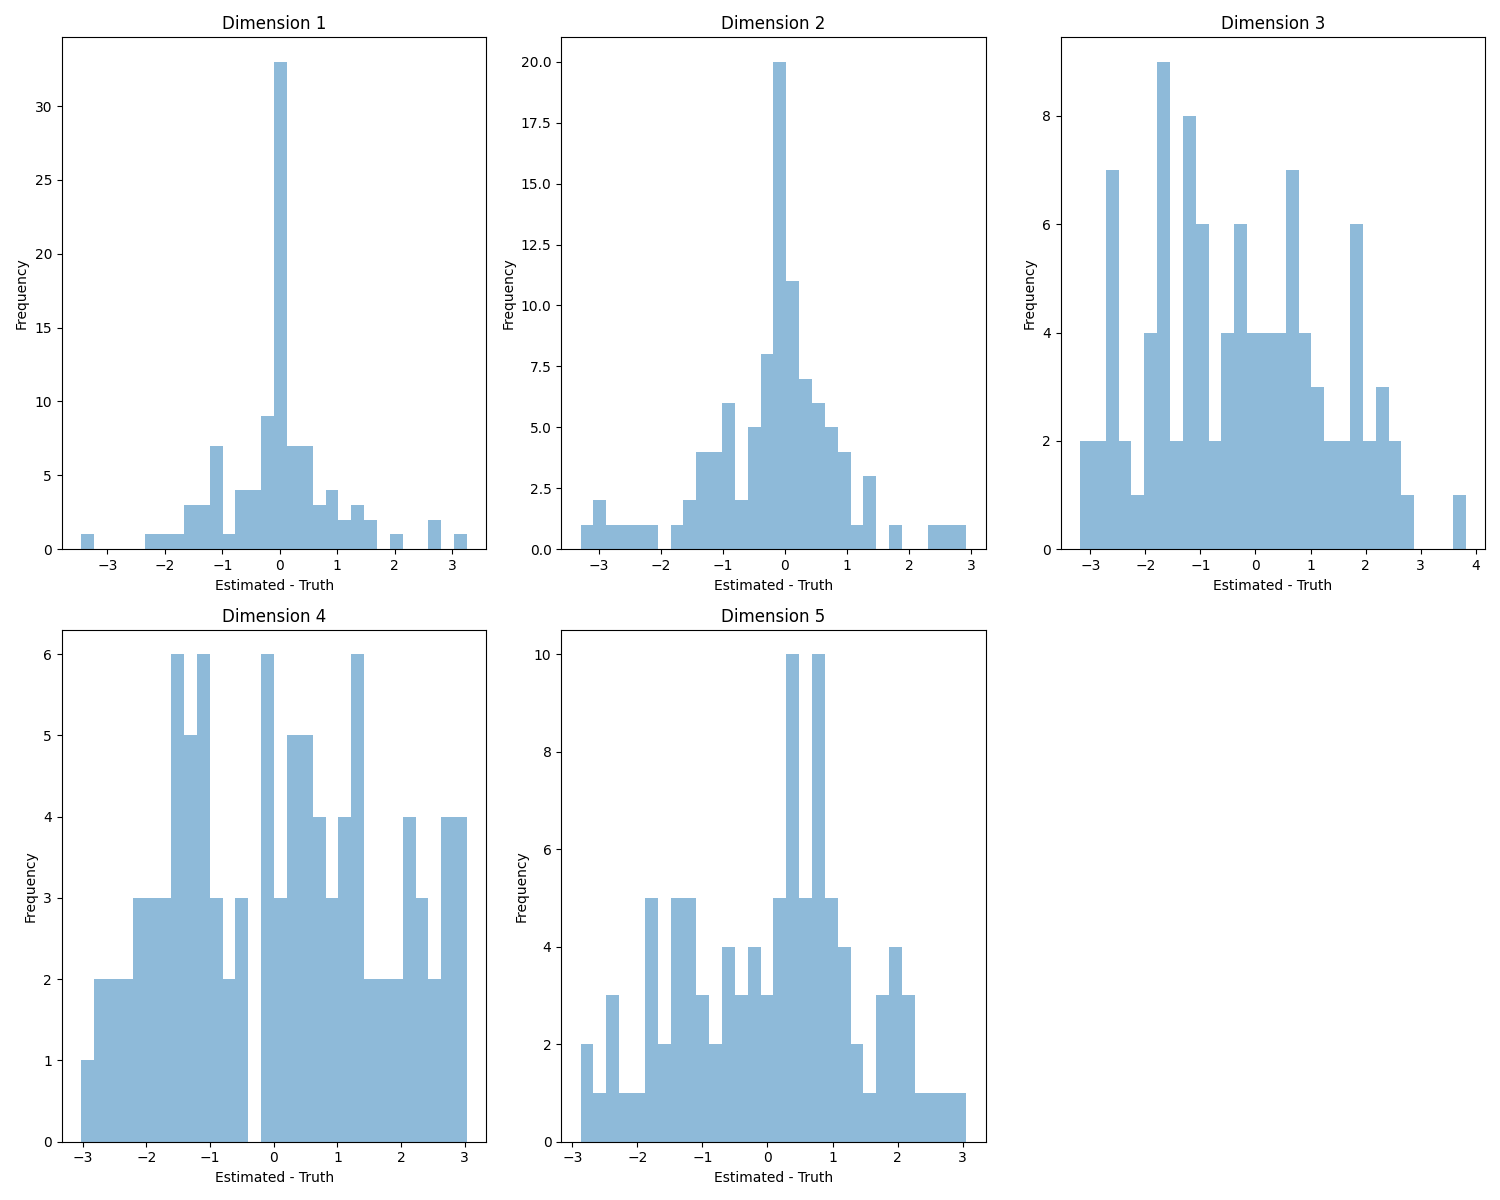 Dimension 1
Frequency
30
25
20
15
10
5
0
−3 −2 −1 0 1 2 3
Estimated - Truth
Dimension 2
Frequency
20.0
17.5
15.0
12.5
10.0
7.5
5.0
2.5
0.0
−3 −2 −1 0 1 2 3
Estimated - Truth
Dimension 3
Frequency
8
6
4
2
0
−3 −2 −1 0 1 2 3 4
Estimated - Truth
Dimension 4
Frequency
6
5
4
3
2
1
0
−3 −2 −1 0 1 2 3
Estimated - Truth
Dimension 5
Frequency
10
8
6
4
2
0
−3 −2 −1 0 1 2 3
Estimated - Truth